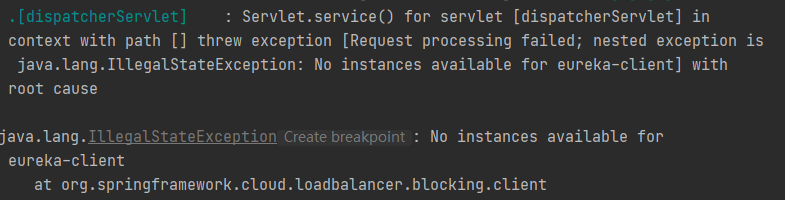 .[dispatcherServlet]    : Servlet.service() for servlet [dispatcherServlet] in
context with path [] threw exception [Request processing failed; nested exception is
java.lang.IllegalStateException: No instances available for eureka-client] with
root cause
java.lang.IllegalStateException Create breakpoint : No instances available for
eureka-client
at org.springframework.cloud.loadbalancer.blocking.client